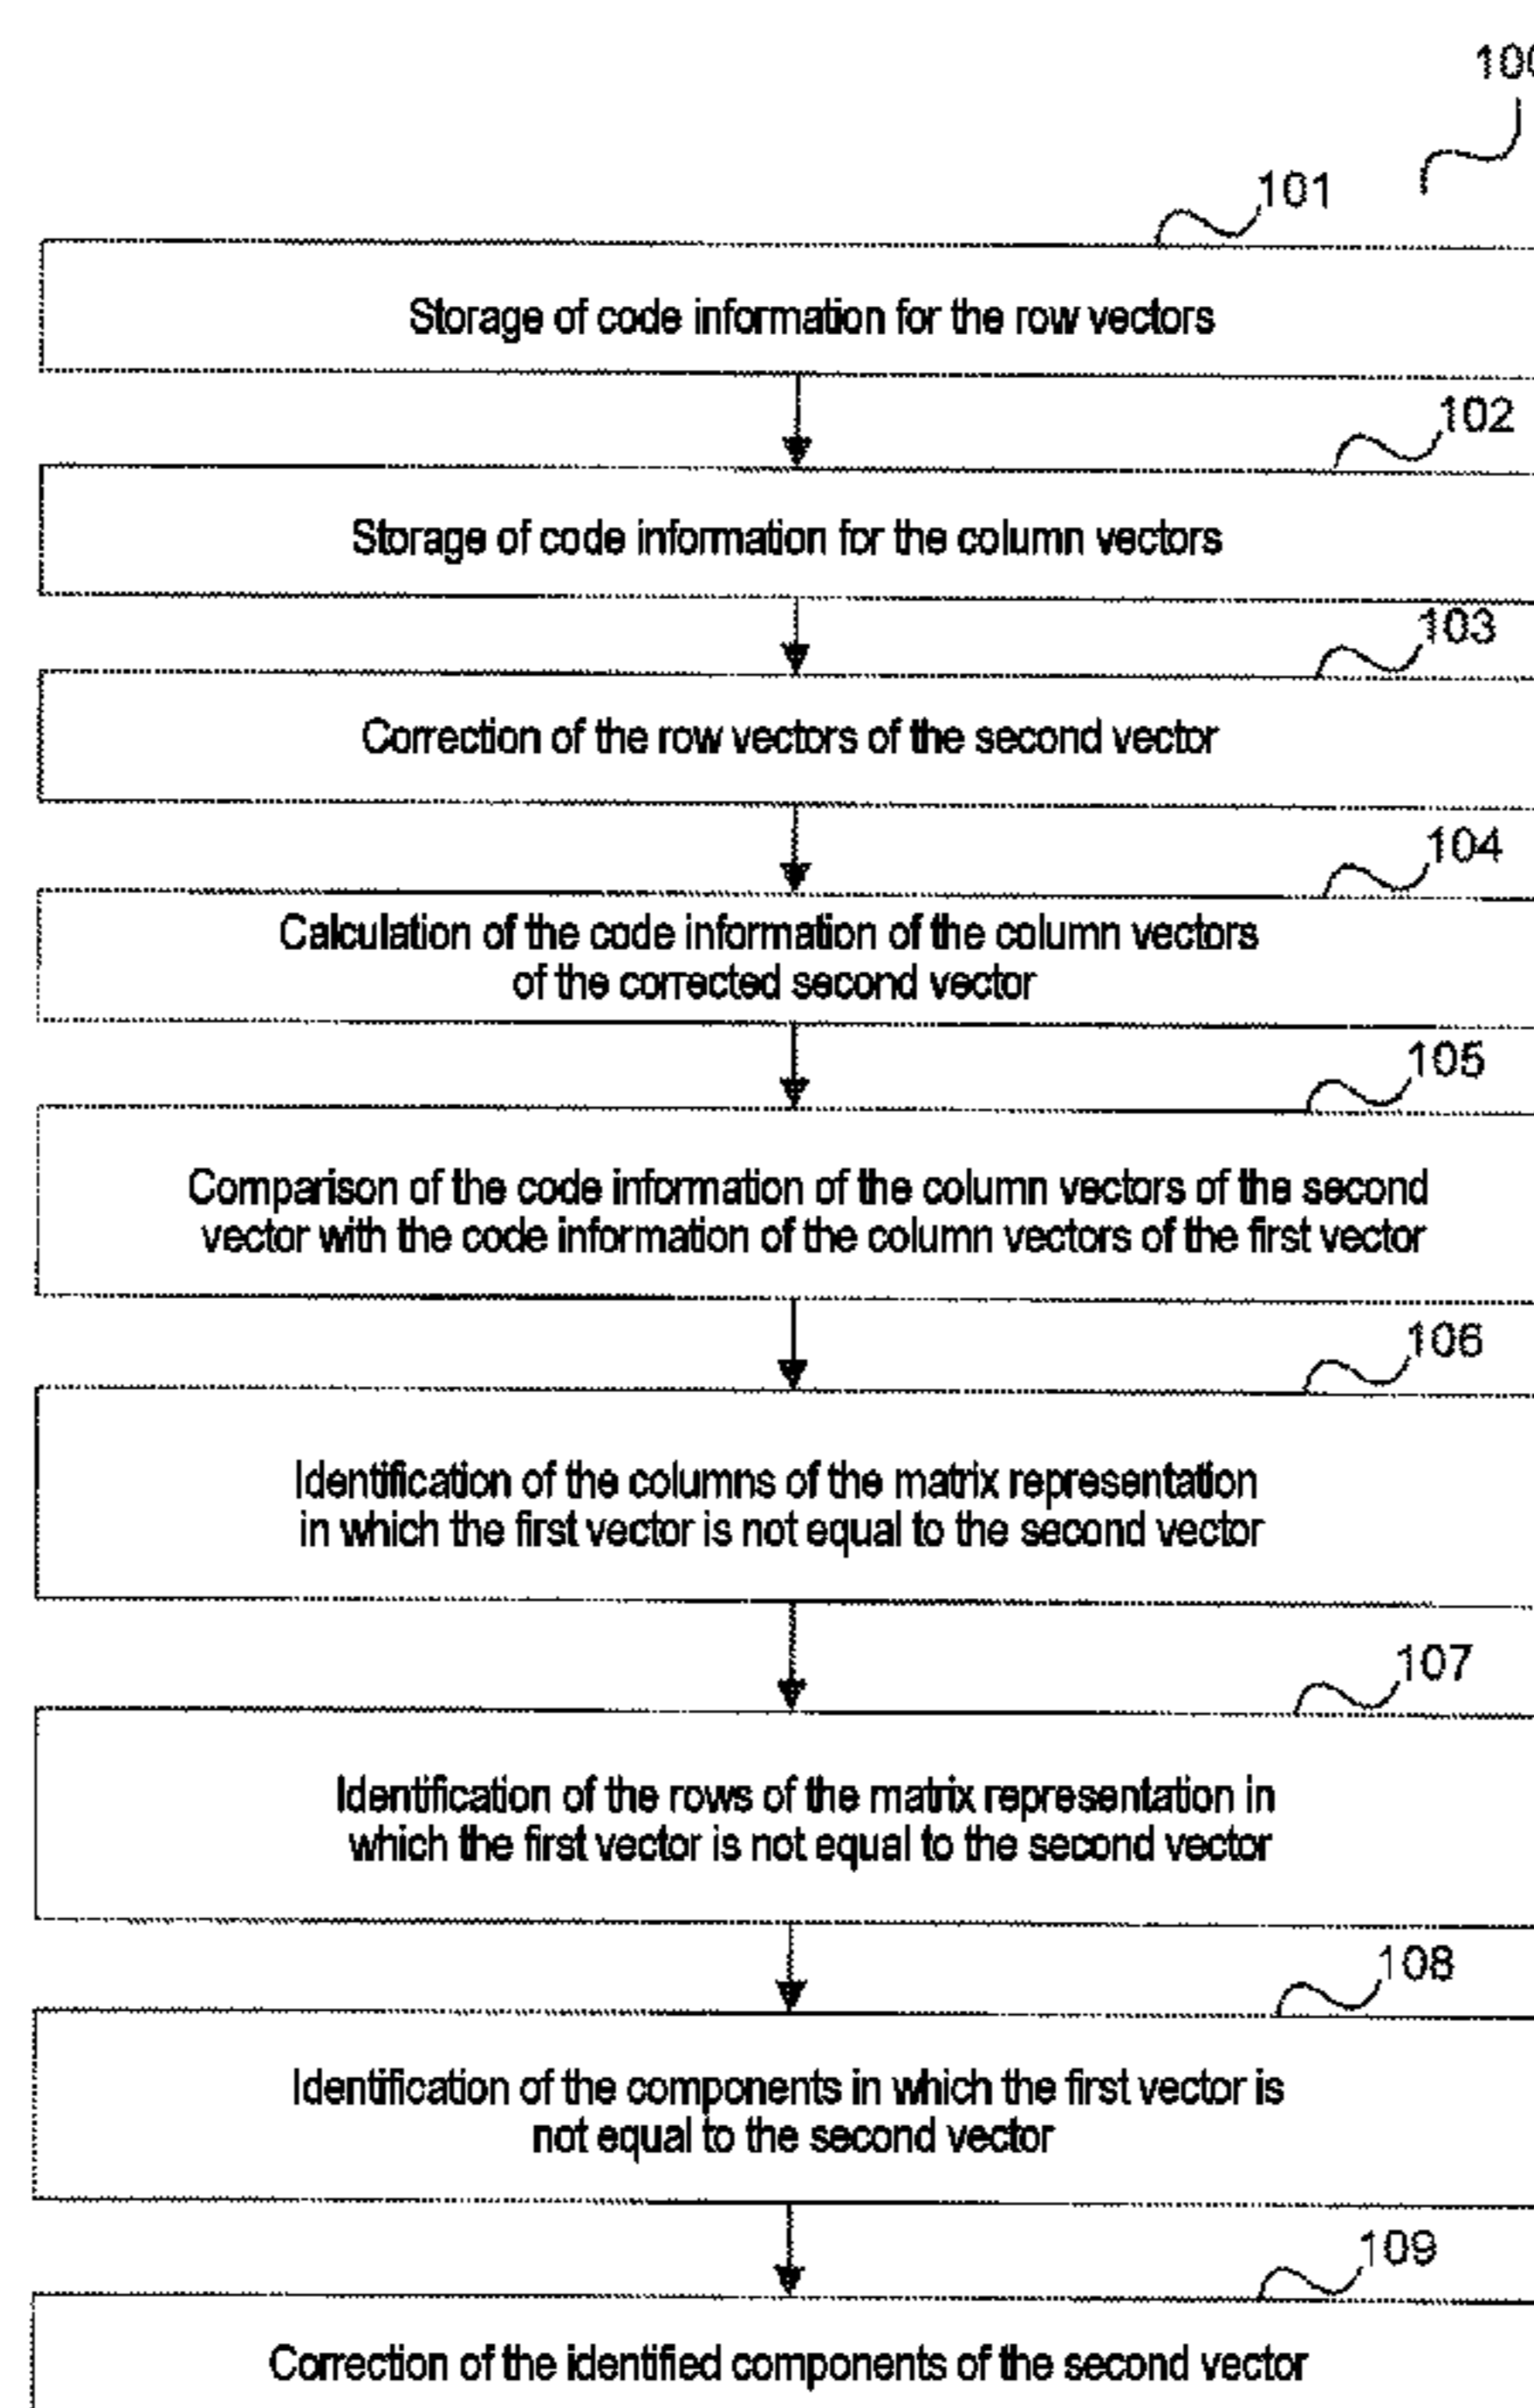 100
101
Storage of code information for the row vectors
102
Storage of code information for the column vectors
103
Correction of the row vectors of the second vector
104
Calculation of the code information of the column vectors
of the corrected second vector
105
Comparison of the code information of the column vectors of the second
vector with the code information of the column vectors of the first vector
106
Identification of the columns of the matrix representation
in which the first vector is not equal to the second vector
107
Identification of the rows of the matrix representation in
which the first vector is not equal to the second vector
108
Identification of the components in which the first vector is
not equal to the second vector
109
Correction of the identified components of the second vector